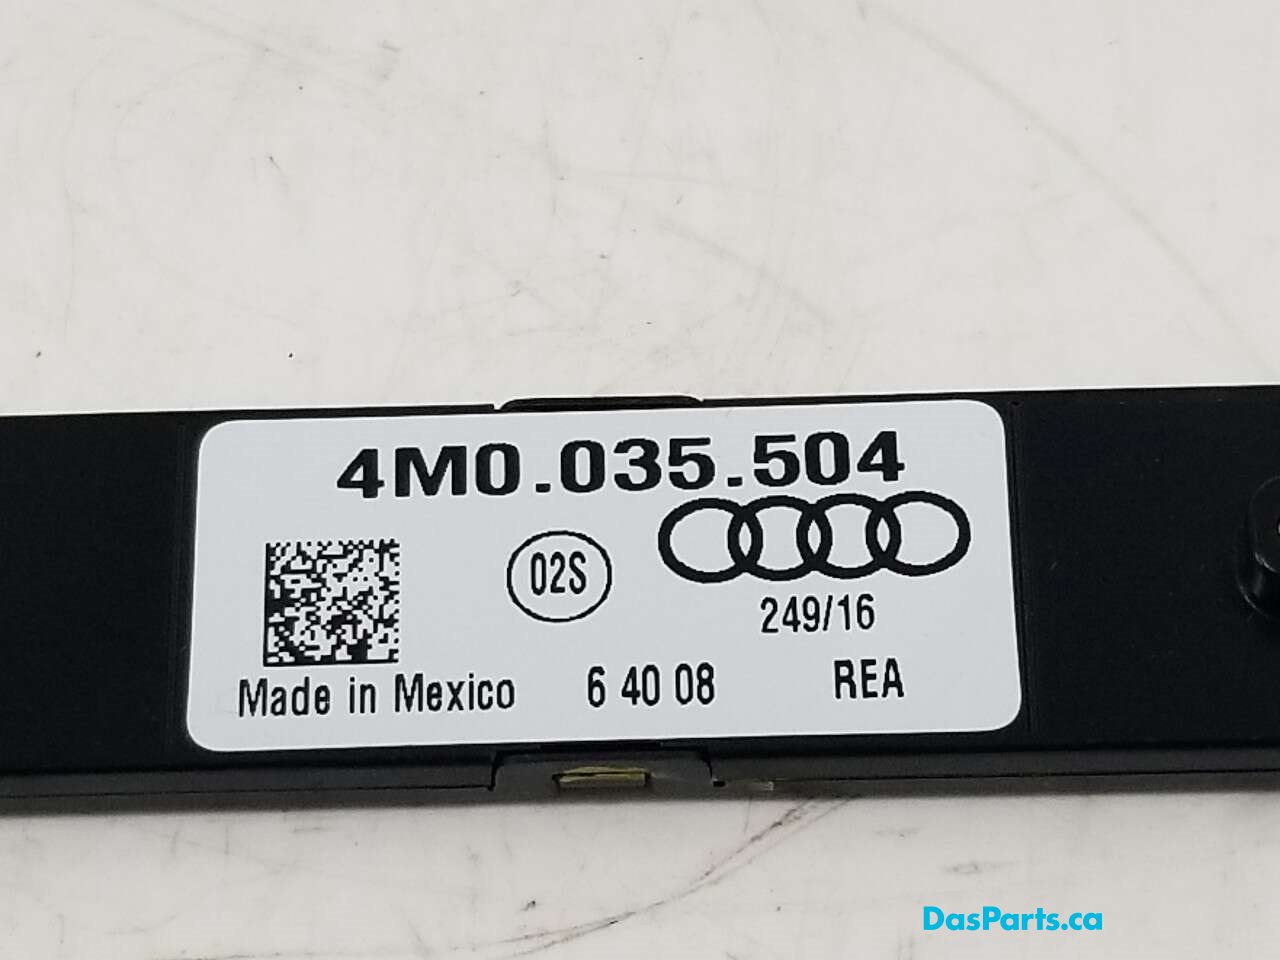 4M0.035.504
02S
249/16
Made in Mexico 6 40 08 REA
DasParts.ca